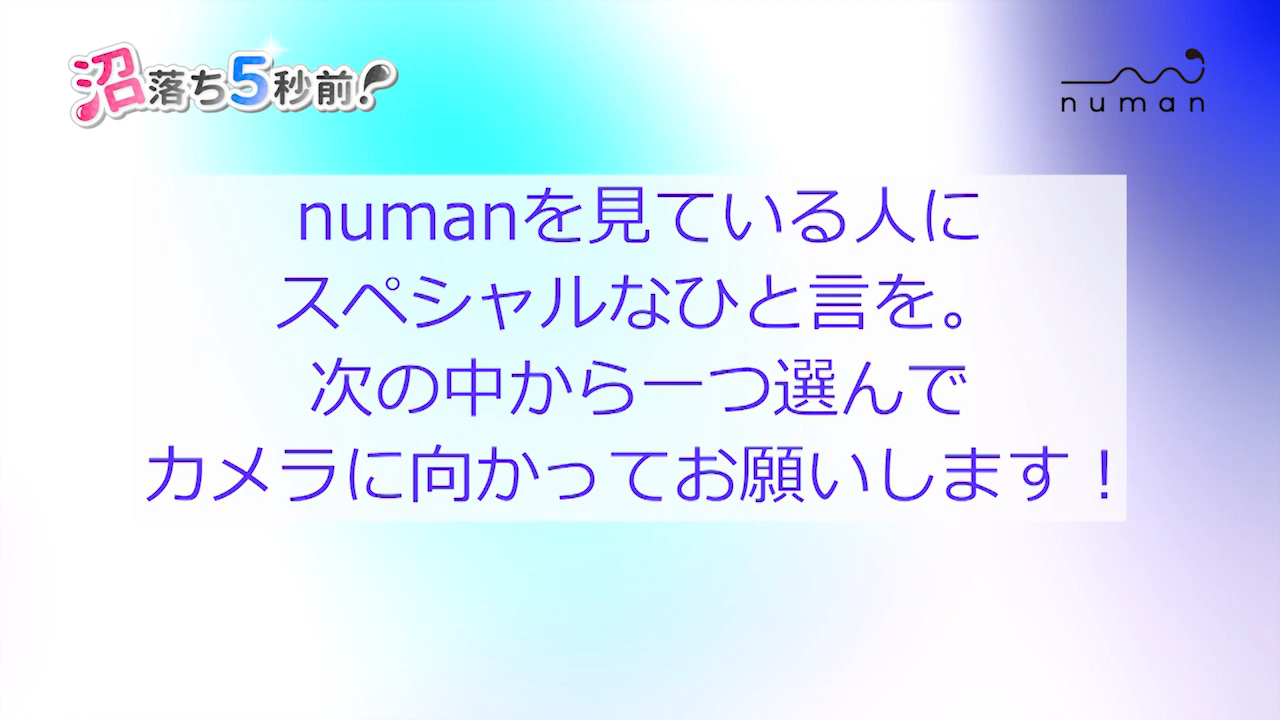 沼落ち5秒前!
numan
numanを見ている人に
スペシャルなひと言を。
次の中から一つ選んで
カメラに向かってお願いします！